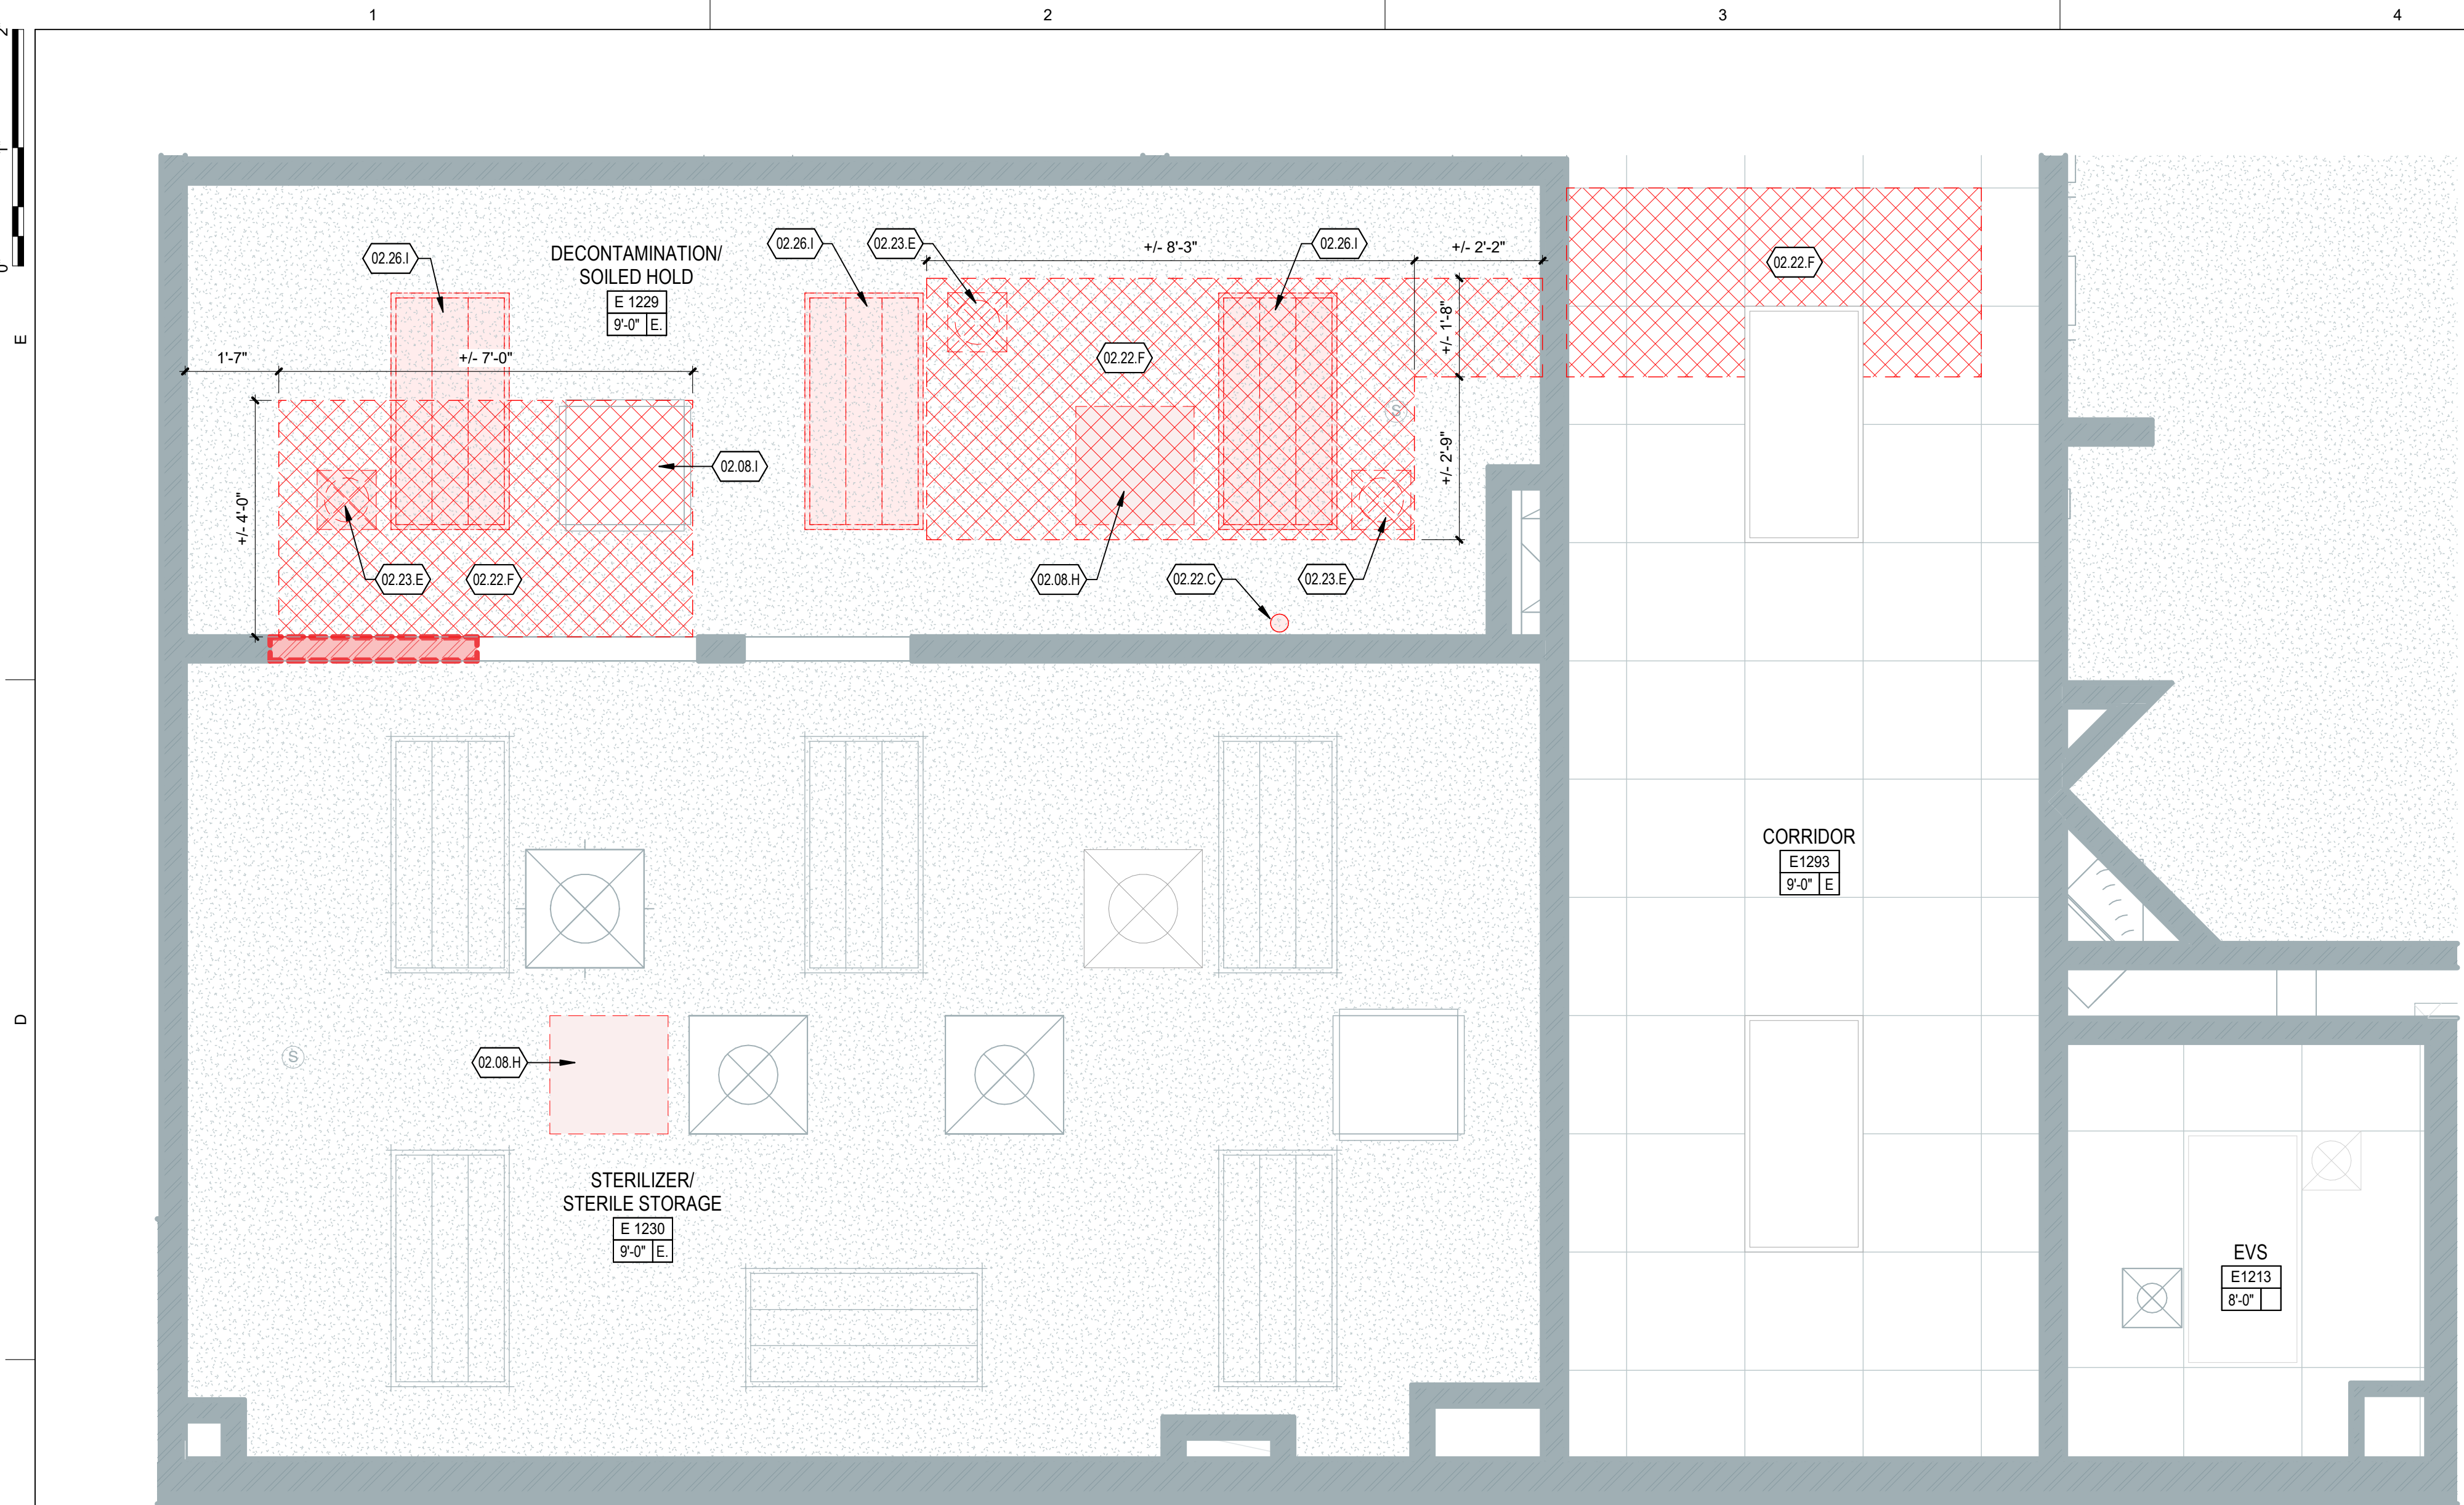 1
2
3
4
2
1
0
E
D
02.26.I
DECONTAMINATION/
SOILED HOLD
E 1229
9'-0" E.
02.26.I
02.23.E
+/- 8'-3"
02.26.I
+/- 2'-2"
02.22.F
1'-7"
+/- 7'-0"
02.22.F
+/- 1'-8"
S
02.08.I
+/- 2'-9"
+/- 4'-0"
02.23.E
02.22.F
02.08.H
02.22.C
02.23.E
CORRIDOR
E1293
9'-0" E
S
02.08.H
STERILIZER/
STERILE STORAGE
E 1230
9'-0" E.
EVS
E1213
8'-0"